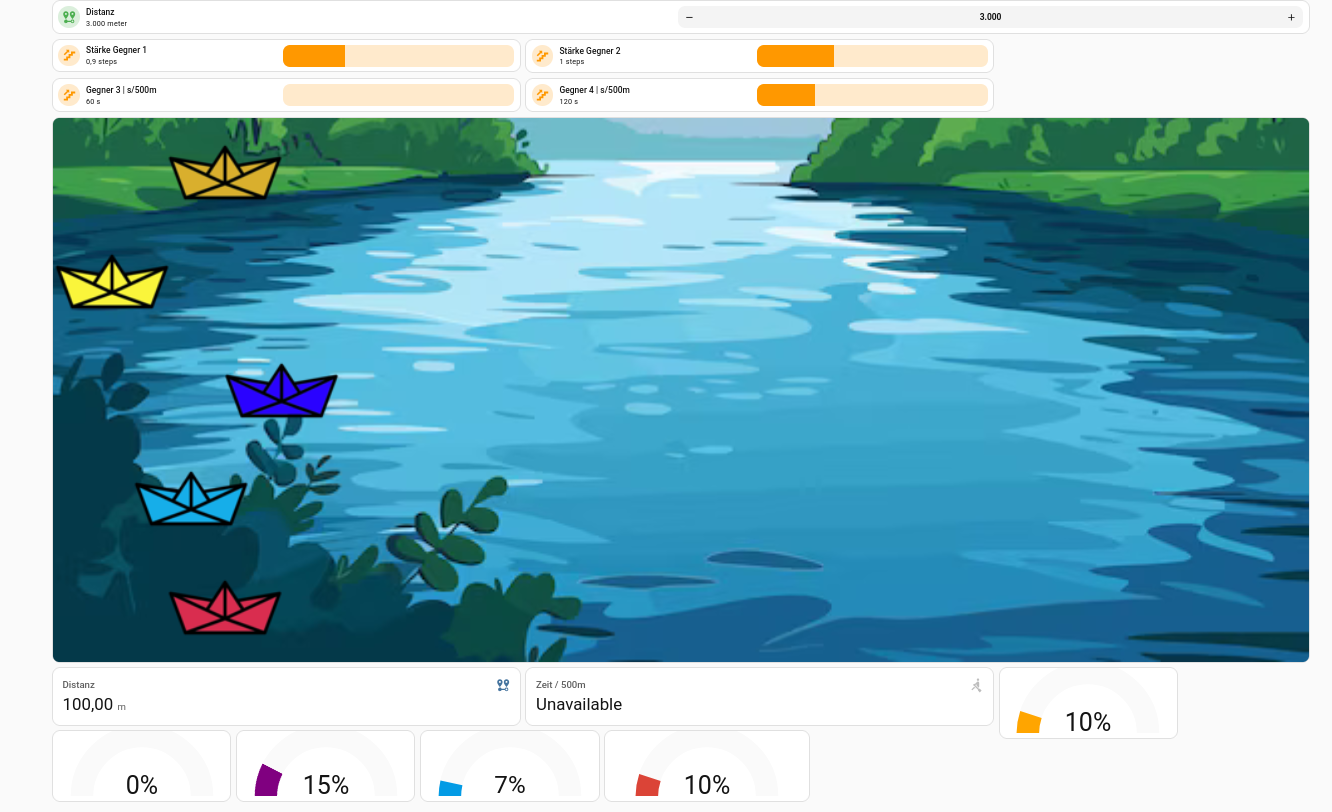 Distanz
3.000 meter
−
3.000
+
Stärke Gegner 1
0,9 steps
Stärke Gegner 2
1 steps
Gegner 3 | s/500m
60 s
Gegner 4 | s/500m
120 s
Distanz
100,00 m
Zeit / 500m
Unavailable
10%
0%
15%
7%
10%